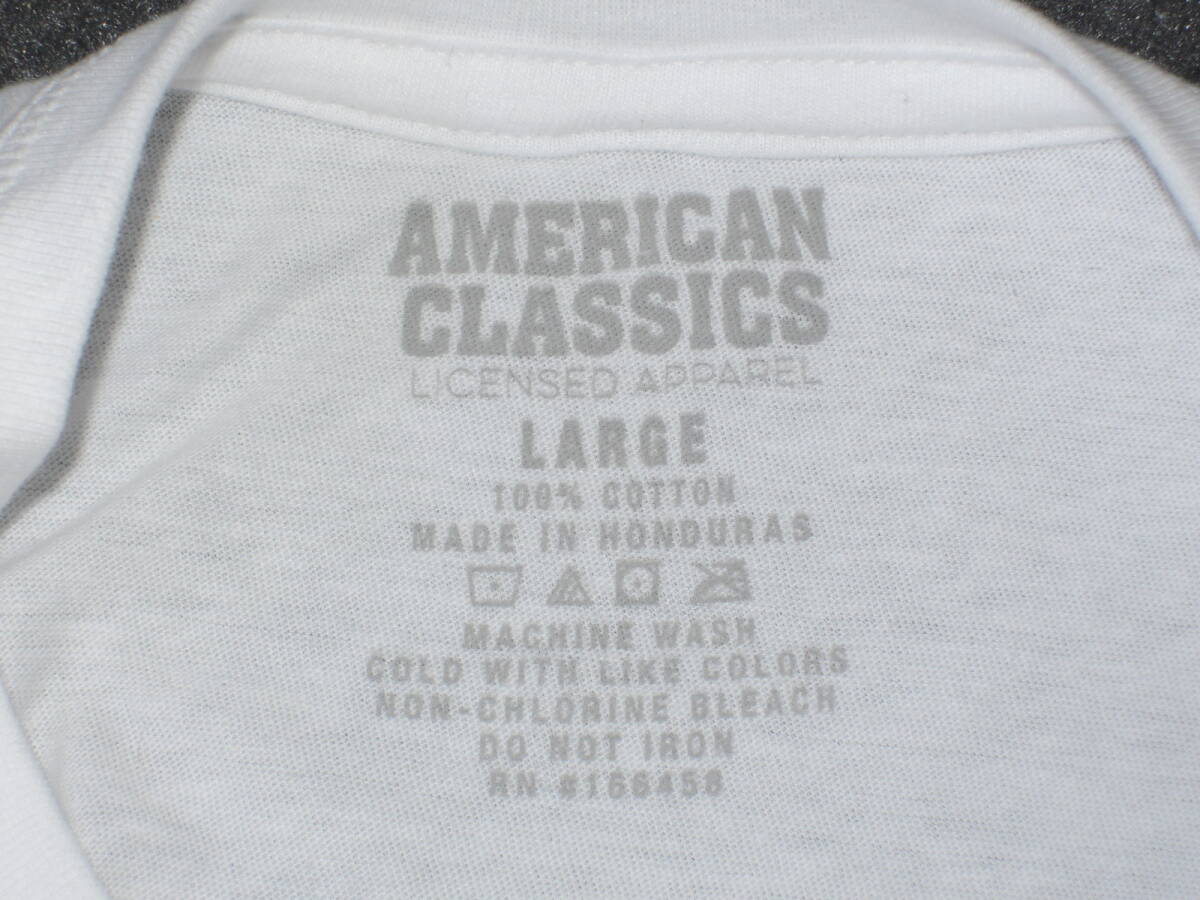 AMERICAN
CLASSICS
LICENSED APPAREL
LARGE
100% COTTON
MADE IN HONDURAS
MACHINE WASH
COLD WITH LIKE COLORS
NON-CHLORINE BLEACH
DO NOT IRON
RN #166458